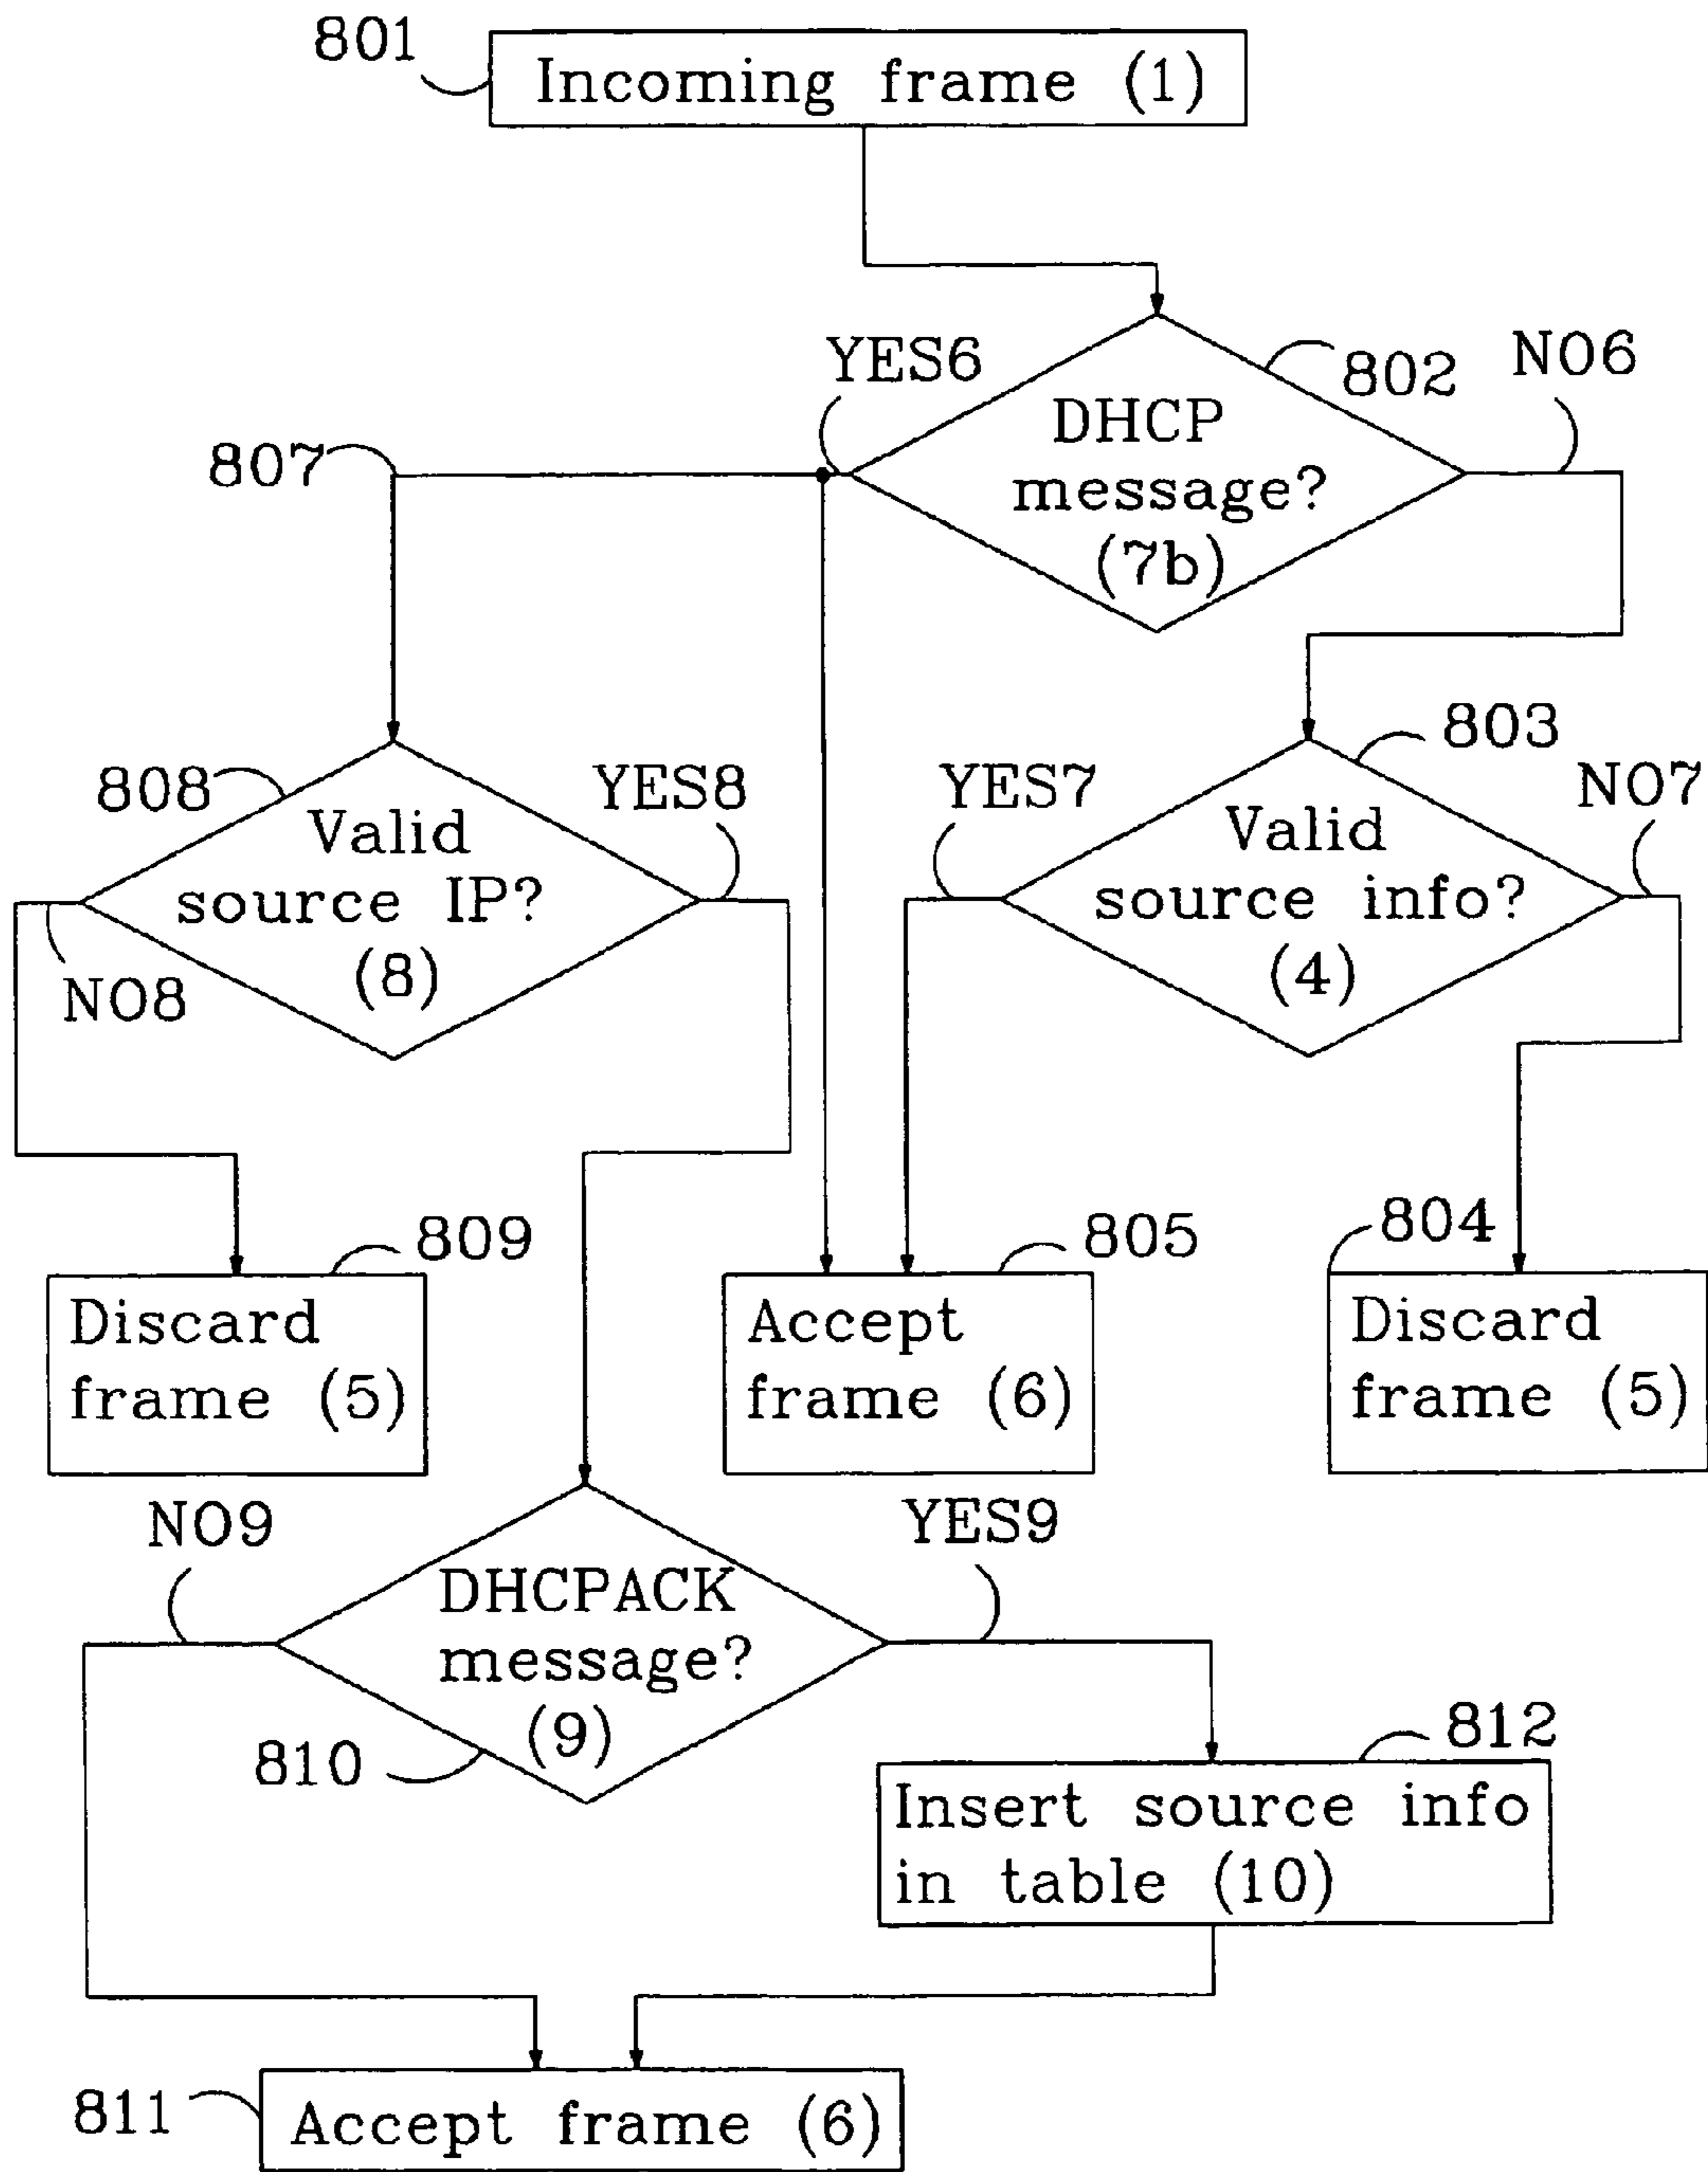 801
Incoming frame (1)
YES6
802
NO6
DHCP
message?
(7b)
807
803
808
YES8
YES7
NO7
Valid
source IP?
(8)
Valid
source info?
(4)
NO8
809
805
804
Discard
frame (5)
Accept
frame (6)
Discard
frame (5)
NO9
YES9
DHCPACK
message?
(9)
810
812
Insert source info
in table (10)
811
Accept frame (6)